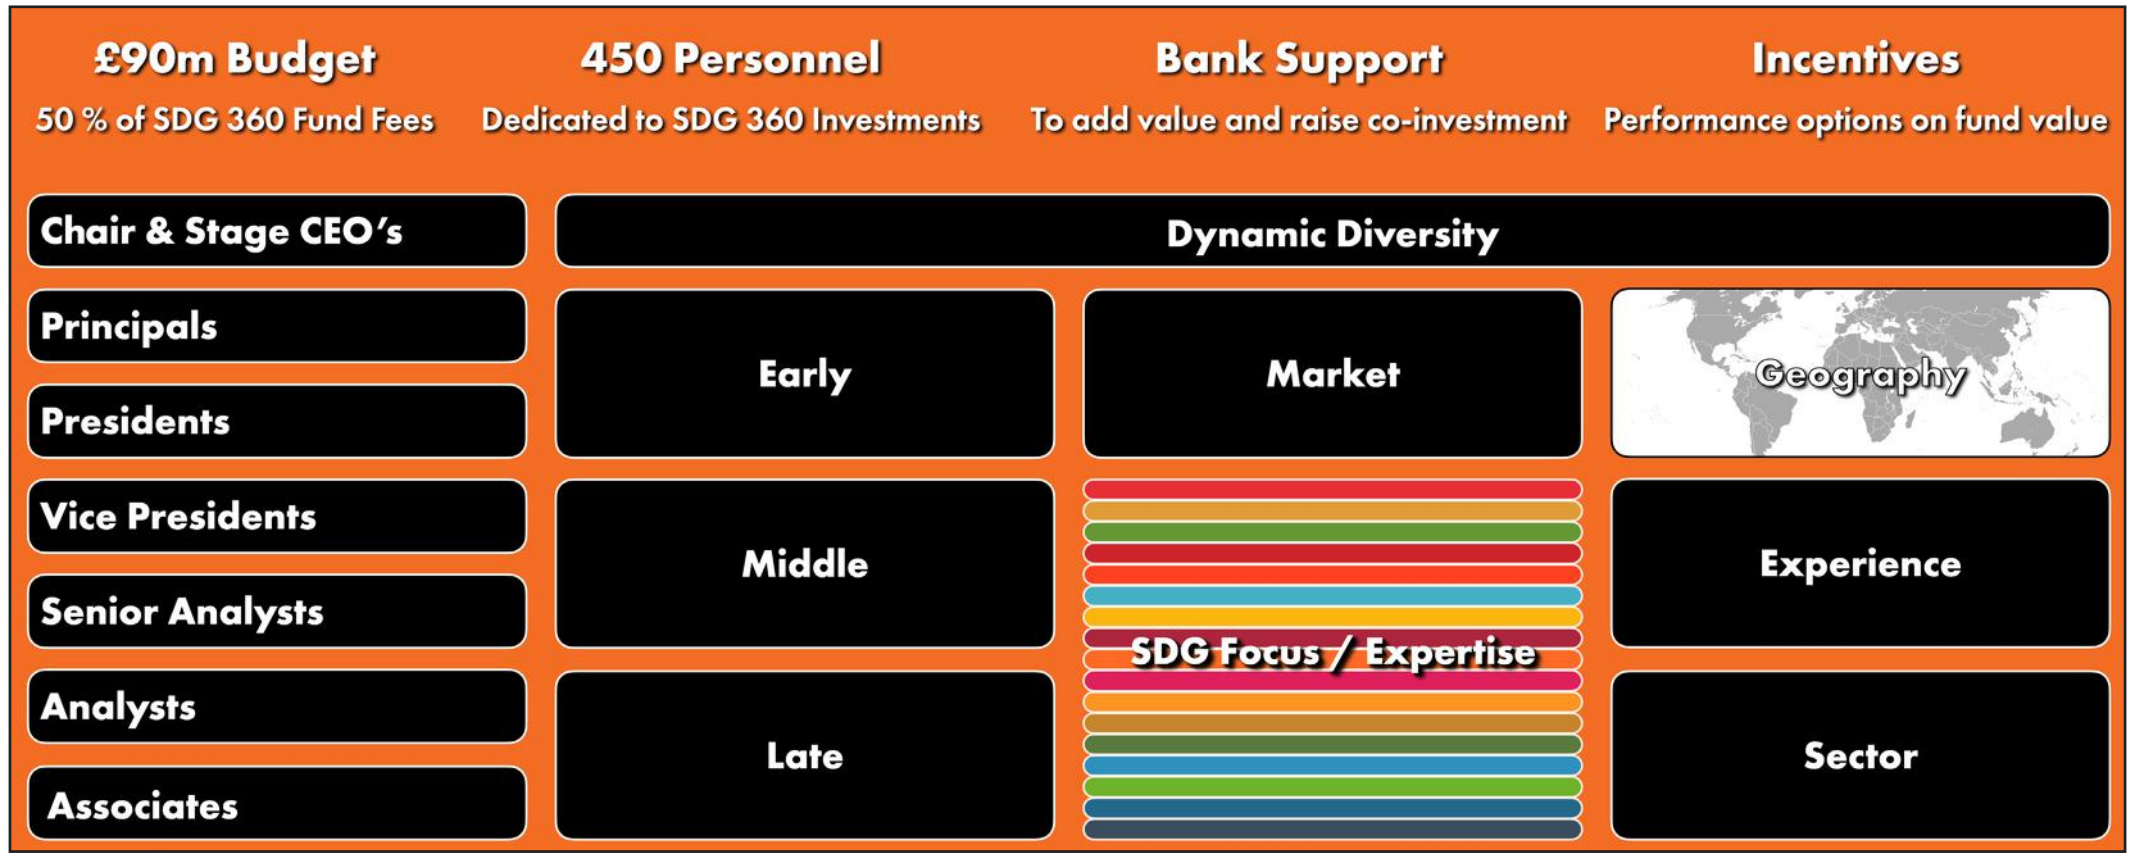 £90m Budget
450 Personnel
Bank Support
Incentives
50 % of SDG 360 Fund Fees
Dedicated to SDG 360 Investments
To add value and raise co-investment
Performance options on fund value
Chair & Stage CEO's
Dynamic Diversity
Principals
Presidents
Early
Market
Geography
Vice Presidents
Senior Analysts
Middle
SDG Focus / Expertise
Experience
Analysts
Associates
Late
Sector